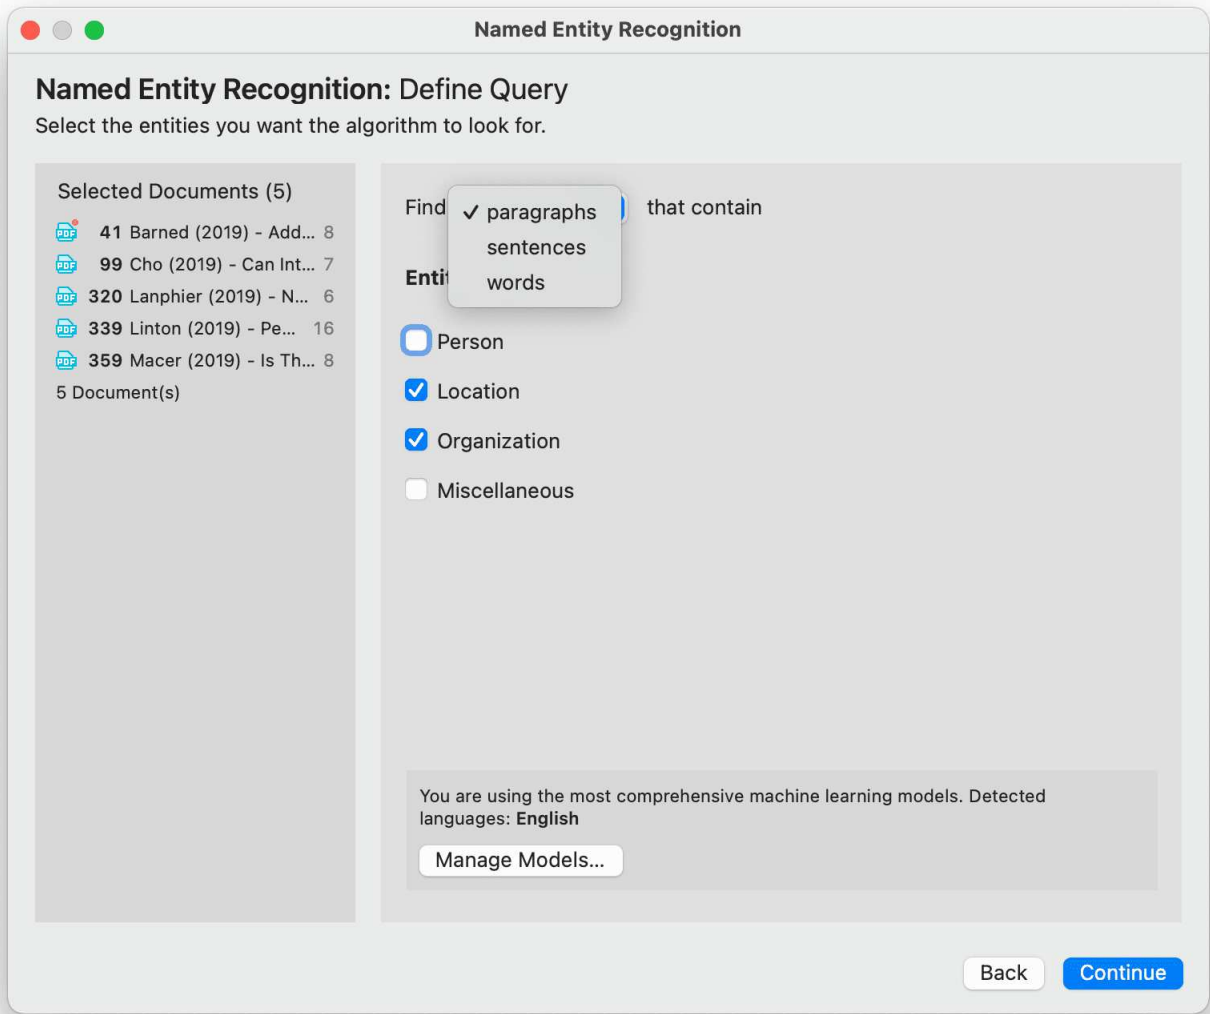 Named Entity Recognition
Named Entity Recognition: Define Query
Select the entities you want the algorithm to look for.
Selected Documents (5)
41 Barned (2019) - Add... 8
99 Cho (2019) - Can Int... 7
320 Lanphier (2019) - N... 6
339 Linton (2019) - Pe... 16
359 Macer (2019) - Is Th... 8
5 Document(s)
Find
✓ paragraphs
sentences
words
that contain
Person
Location
Organization
Miscellaneous
You are using the most comprehensive machine learning models. Detected
languages: English
Manage Models...
Back
Continue